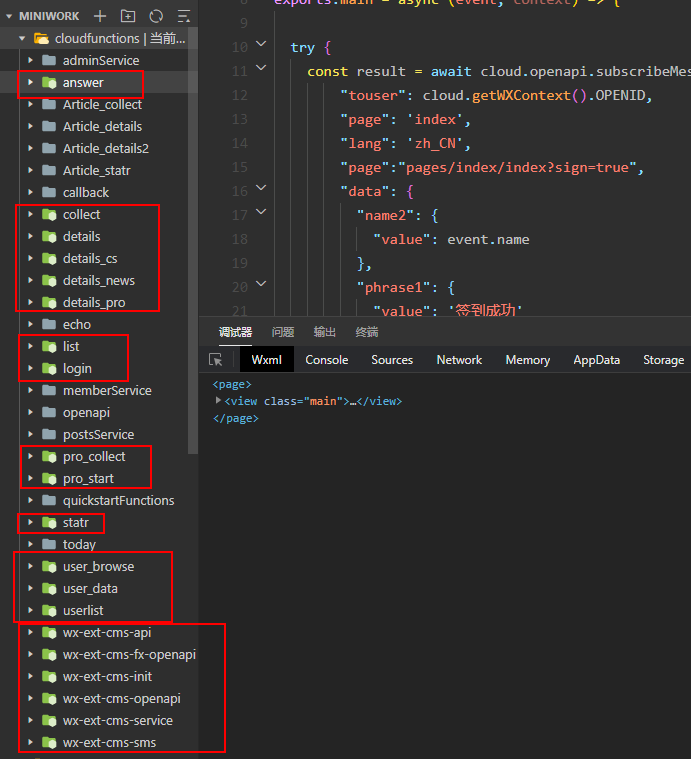 MINIWORK
cloudfunctions | 当前...
adminService
answer
Article_collect
Article_details
Article_details2
Article_statr
callback
collect
details
details_cs
details_news
details_pro
echo
list
login
memberService
openapi
postsService
pro_collect
pro_start
quickstartFunctions
statr
today
user_browse
user_data
userlist
wx-ext-cms-api
wx-ext-cms-fx-openapi
wx-ext-cms-init
wx-ext-cms-openapi
wx-ext-cms-service
wx-ext-cms-sms
8 exports.main = async (event, context) => {
9
10 try {
11 const result = await cloud.openapi.subscribeMes
12 "touser": cloud.getWXContext().OPENID,
13 "page": 'index',
14 "lang": 'zh_CN',
15 "page":"pages/index/index?sign=true",
16 "data": {
17 "name2": {
18 "value": event.name
19 },
20 "phrase1": {
21 "value": '签到成功'
调试器 问题 输出 终端
Wxml Console Sources Network Memory AppData Storage
<page>
<view class="main">…</view>
</page>